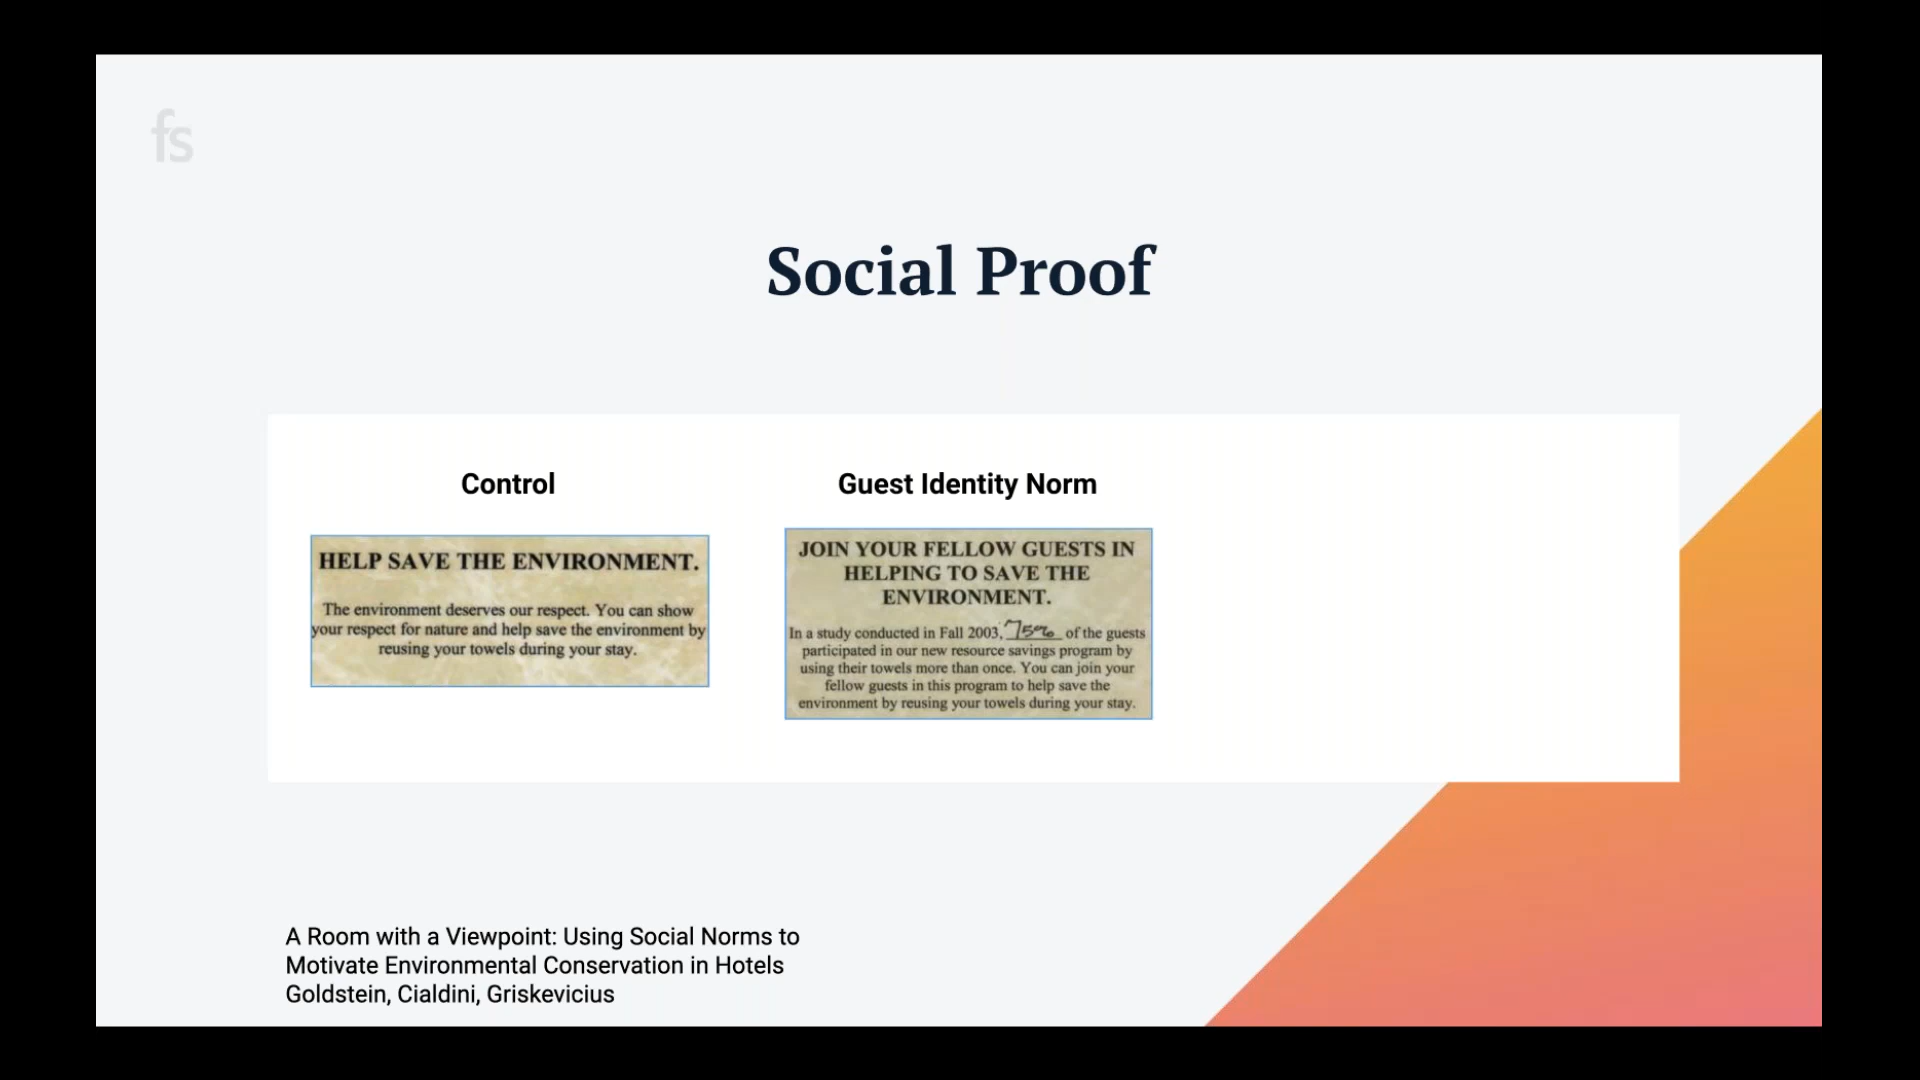 fs
Social Proof
Control
HELP SAVE THE ENVIRONMENT.
The environment deserves our respect. You can show
your respect for nature and help save the environment by
reusing your towels during your stay.
Guest Identity Norm
JOIN YOUR FELLOW GUESTS IN
HELPING TO SAVE THE
ENVIRONMENT.
In a study conducted in Fall 2003, 75% of the guests
participated in our new resource savings program by
using their towels more than once. You can join your
fellow guests in this program to help save the
environment by reusing your towels during your stay.
A Room with a Viewpoint: Using Social Norms to
Motivate Environmental Conservation in Hotels
Goldstein, Cialdini, Griskevicius